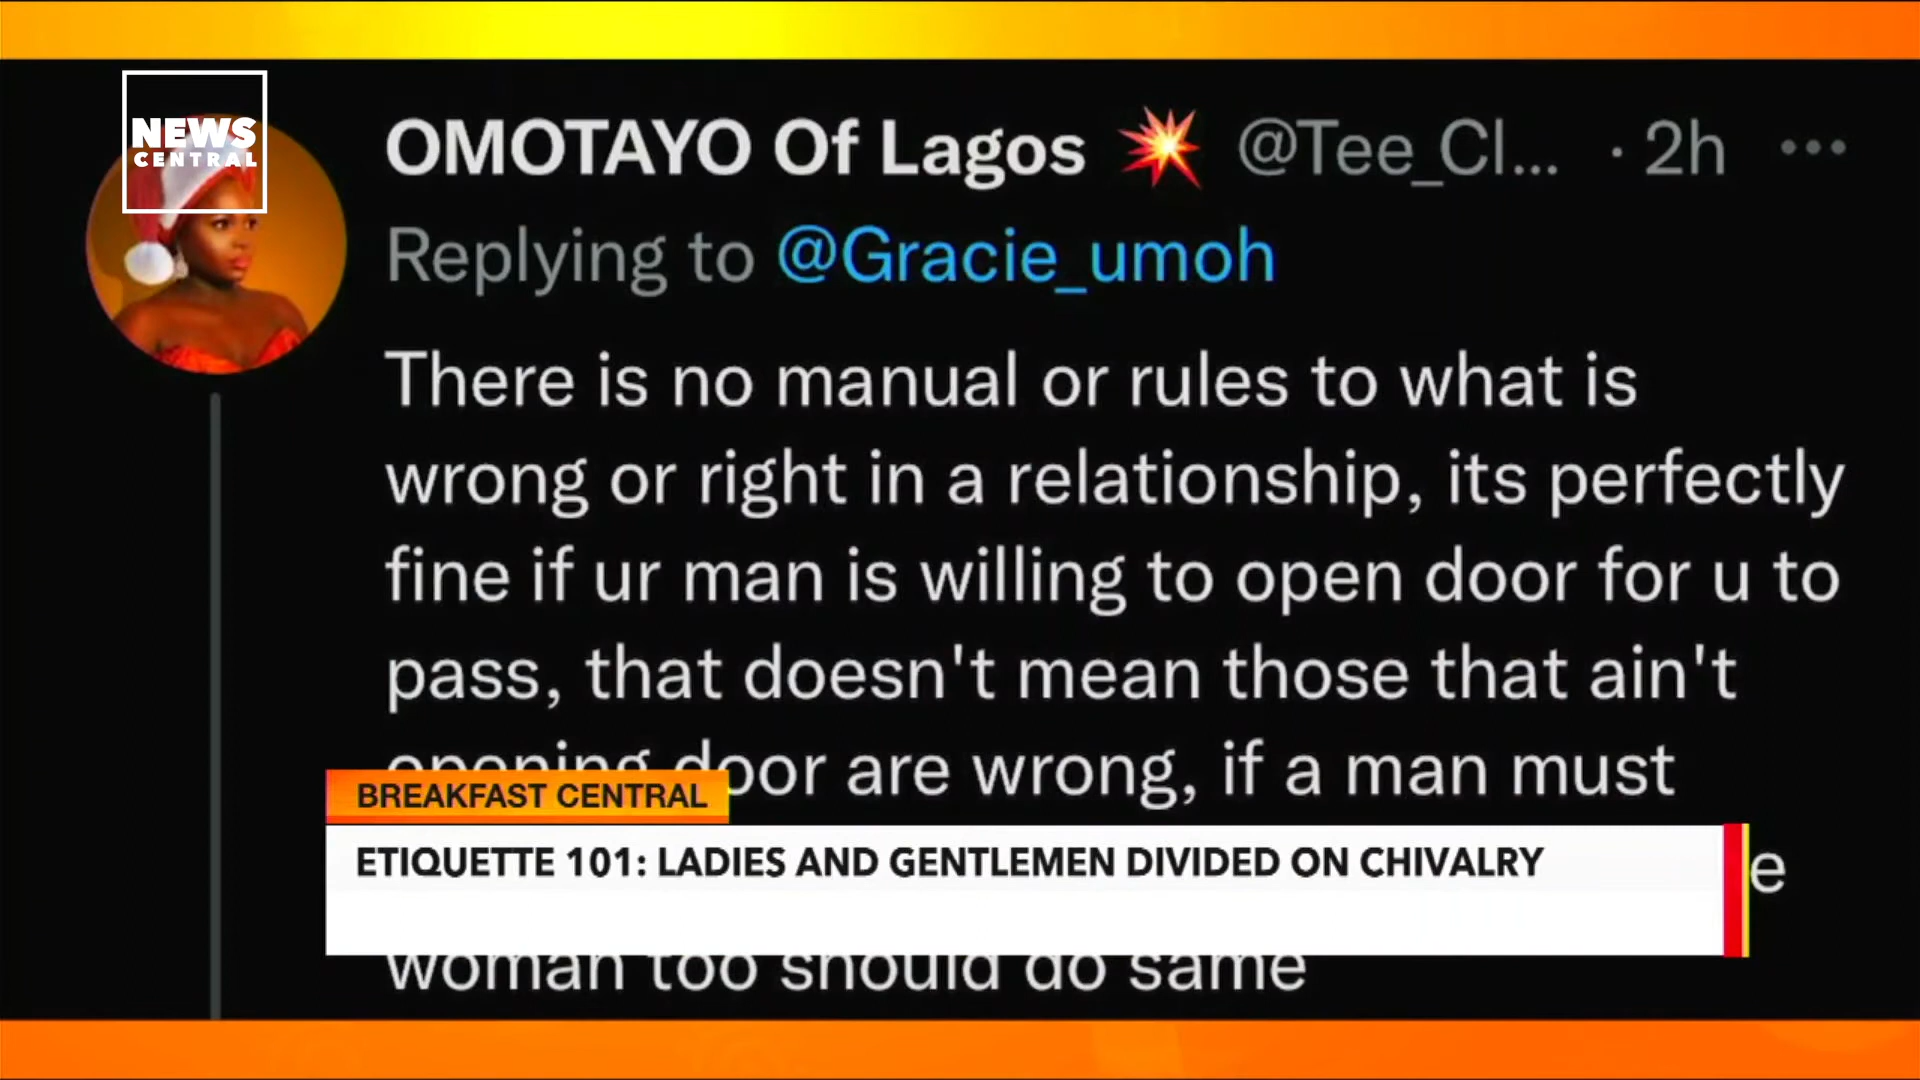 NEWS
CENTRAL
OMOTAYO Of Lagos 💥 @Tee_Cl... · 2h ...
Replying to @Gracie_umoh
There is no manual or rules to what is
wrong or right in a relationship, its perfectly
fine if ur man is willing to open door for u to
pass, that doesn't mean those that ain't
opening door are wrong, if a man must
BREAKFAST CENTRAL
ETIQUETTE 101: LADIES AND GENTLEMEN DIVIDED ON CHIVALRY
woman too should do same